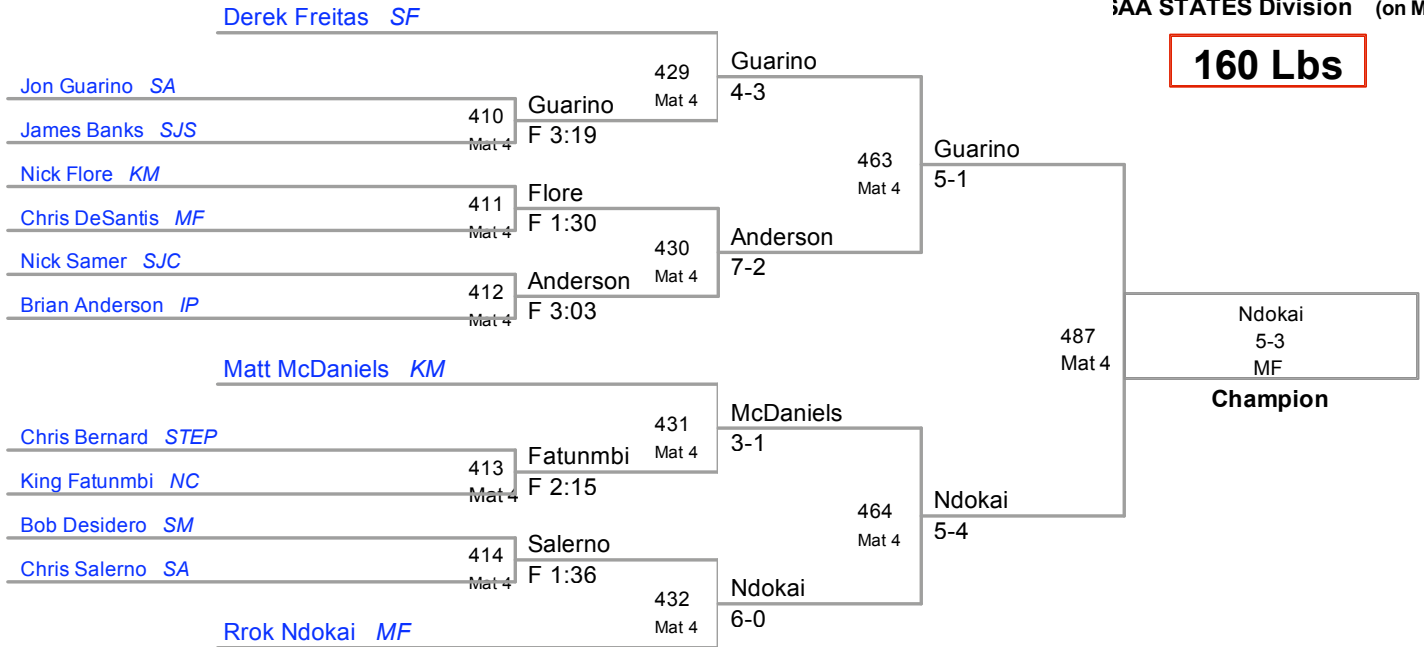 Derek Freitas SF
SAA STATES Division (on M
160 Lbs
429
Mat 4
Guarino
4-3
Jon Guarino SA
410
Mat 4
Guarino
F 3:19
James Banks SJS
463
Mat 4
Guarino
5-1
Nick Flore KM
411
Mat 4
Flore
F 1:30
Chris DeSantis MF
430
Mat 4
Anderson
7-2
Nick Samer SJC
412
Mat 4
Anderson
F 3:03
Brian Anderson IP
487
Mat 4
Ndokai
5-3
MF
Champion
Matt McDaniels KM
431
Mat 4
McDaniels
3-1
Chris Bernard STEP
413
Mat 4
Fatunmbi
F 2:15
King Fatunmbi NC
464
Mat 4
Ndokai
5-4
Bob Desidero SM
414
Mat 4
Salerno
F 1:36
Chris Salerno SA
432
Mat 4
Ndokai
6-0
Rrok Ndokai MF